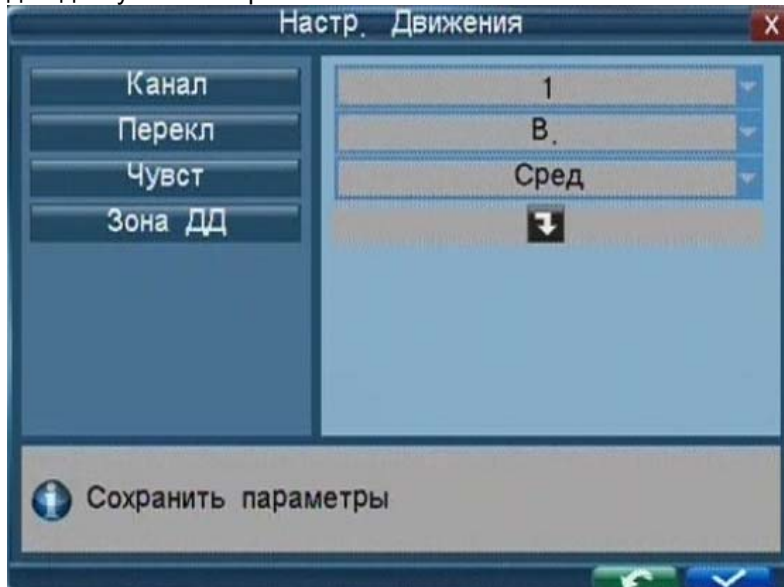 Настр. Движения X
Канал 1
Перекл В.
Чувст Сред
Зона ДД
Сохранить параметры